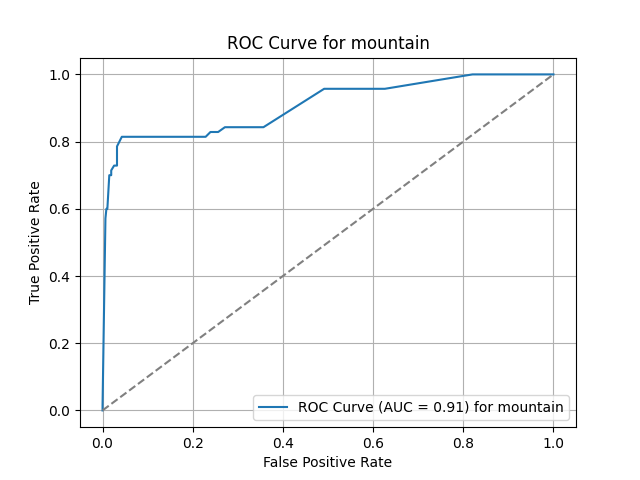 ROC Curve for mountain
1.0
0.8
0.6
0.4
0.2
0.0
True Positive Rate
ROC Curve (AUC = 0.91) for mountain
0.0 0.2 0.4 0.6 0.8 1.0
False Positive Rate